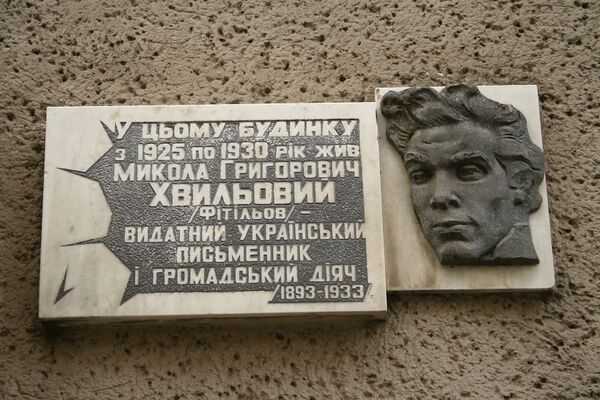 У ЦЬОМУ БУДИНКУ
З 1925 ПО 1930 РІК ЖИВ
МИКОЛА ГРИГОРОВИЧ
ХВИЛЬОВИЙ
/ФІТІЛЬОВ/ –
ВИДАТНИЙ УКРАЇНСЬКИЙ
ПИСЬМЕННИК
І ГРОМАДСЬКИЙ ДІЯЧ
/1893-1933/